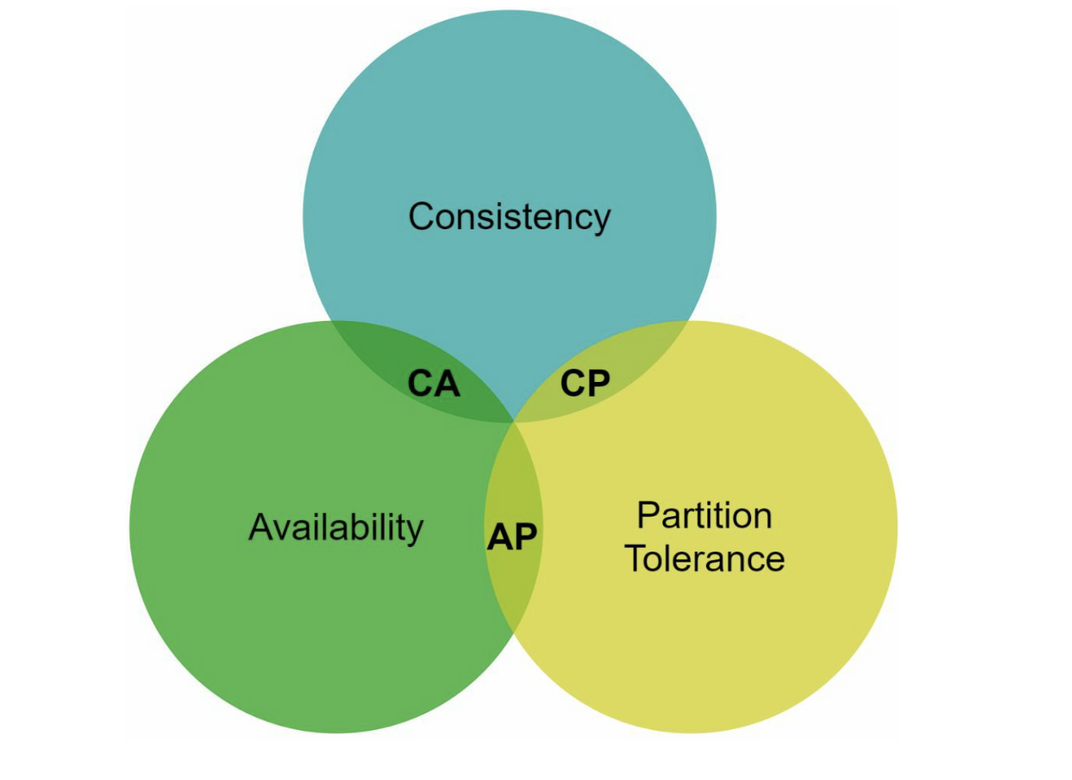 Consistency
CA
CP
Availability
AP
Partition
Tolerance